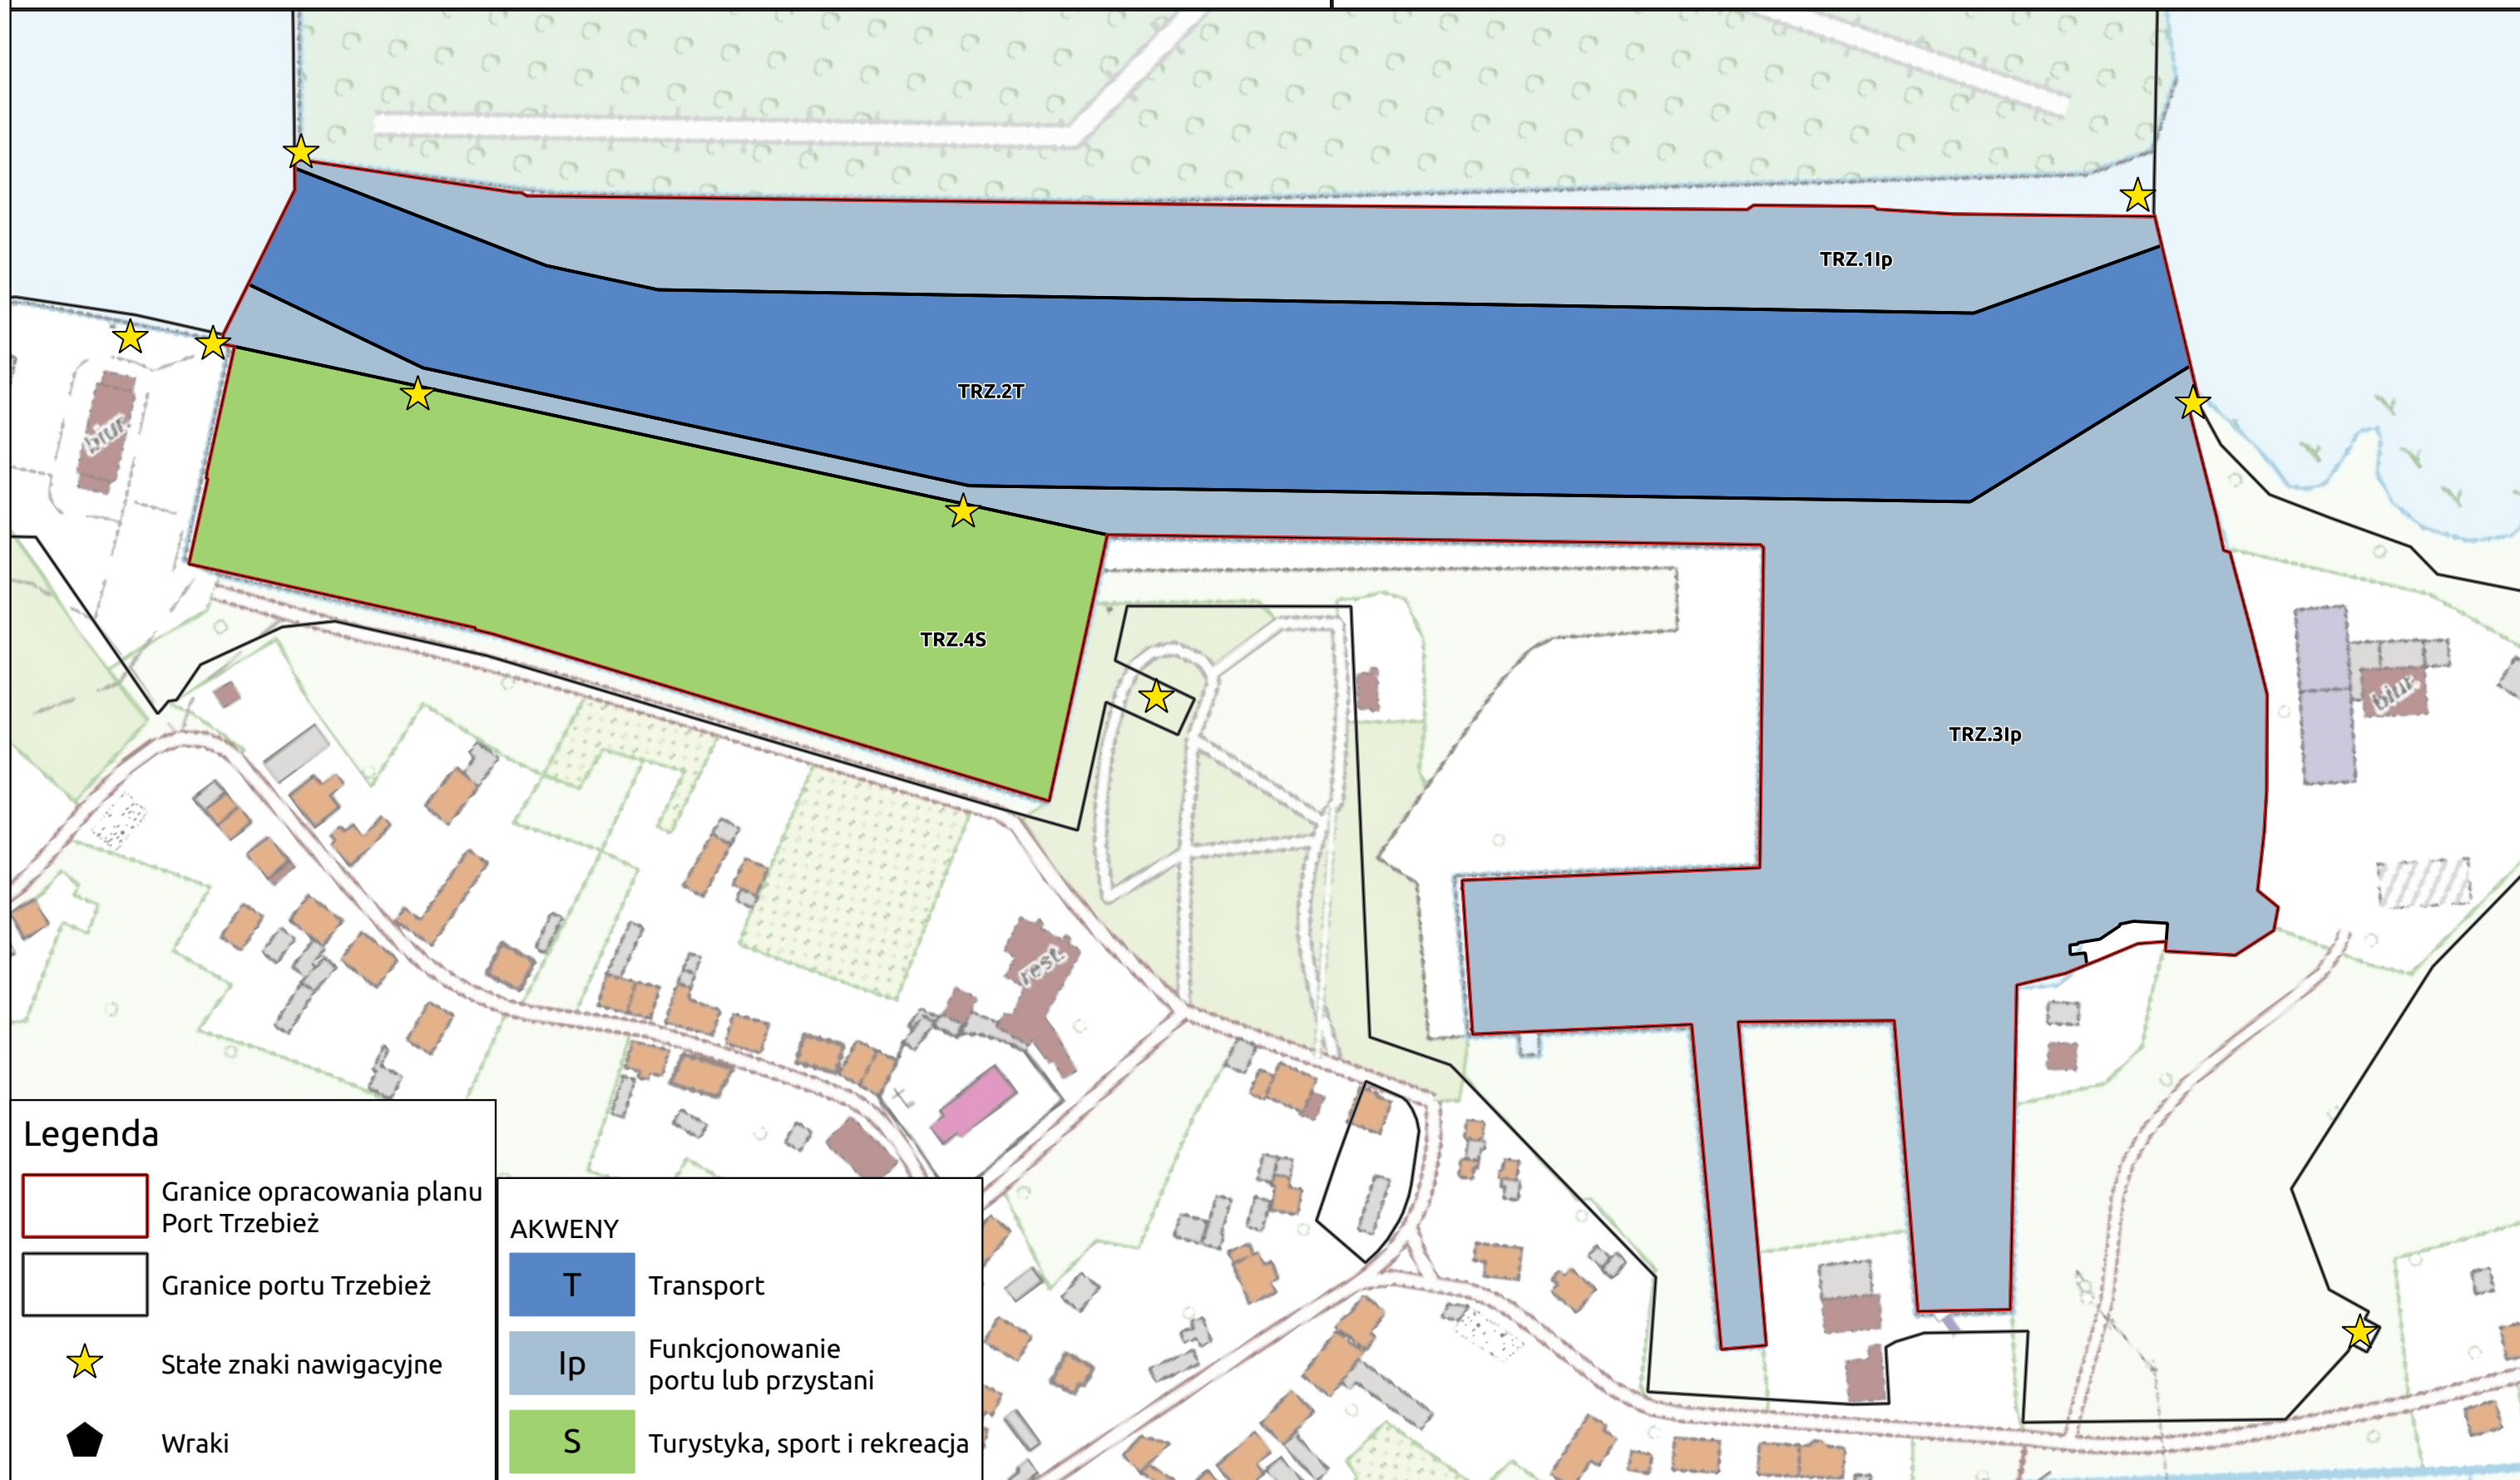 TRZ.1Ip
TRZ.2T
biur.
TRZ.4S
biur.
TRZ.3Ip
rest.
Legenda
Granice opracowania planu
Port Trzebież
Granice portu Trzebież
Stałe znaki nawigacyjne
Wraki
AKWENY
T Transport
Ip Funkcjonowanie
portu lub przystani
S Turystyka, sport i rekreacja